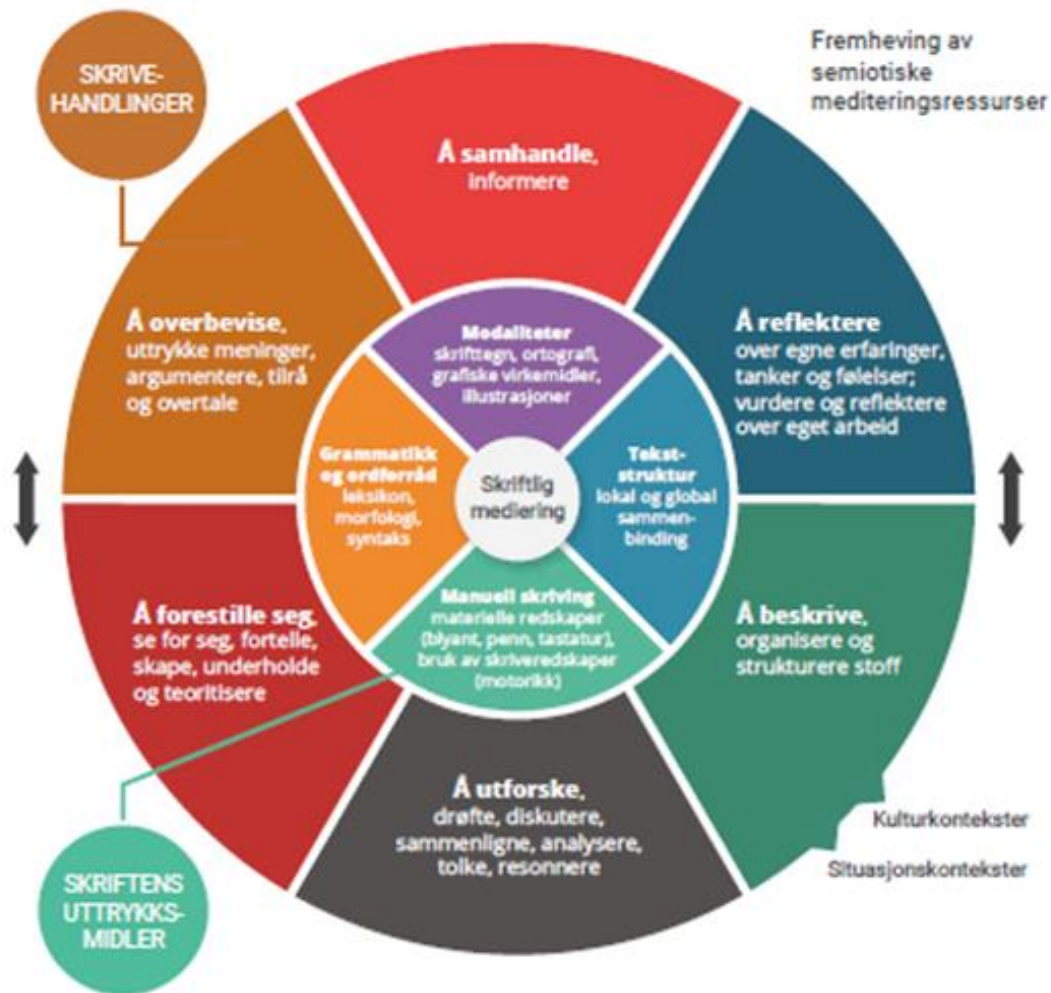 SKRIVE-
HANDLINGER
Fremheving av
semiotiske
mediteringsressurser
Å samhandle,
informere
Å overbevise,
uttrykke meninger,
argumentere, tilrå
og overtale
Å reflektere
over egne erfaringer,
tanker og følelser;
vurdere og reflektere
over eget arbeid
Modaliteter
skrifttegn, ortografi,
grafiske virkemidler,
illustrasjoner
Grammatikk
og ordforråd
leksikon,
morfologi,
syntaks
Skriftlig
mediering
Tekst-
struktur
lokal og global
sammen-
binding
Manuell skriving
materielle redskaper
(blyant, penn, tastatur),
bruk av skriveredskaper
(motorikk)
Å forestille seg,
se for seg, fortelle,
skape, underholde
og teoritisere
Å beskrive,
organisere og
strukturere stoff
Å utforske,
drøfte, diskutere,
sammenligne, analysere,
tolke, resonnere
Kulturkontekster
Situasjonskontekster
SKRIFTENS
UTTRYKKS-
MIDLER